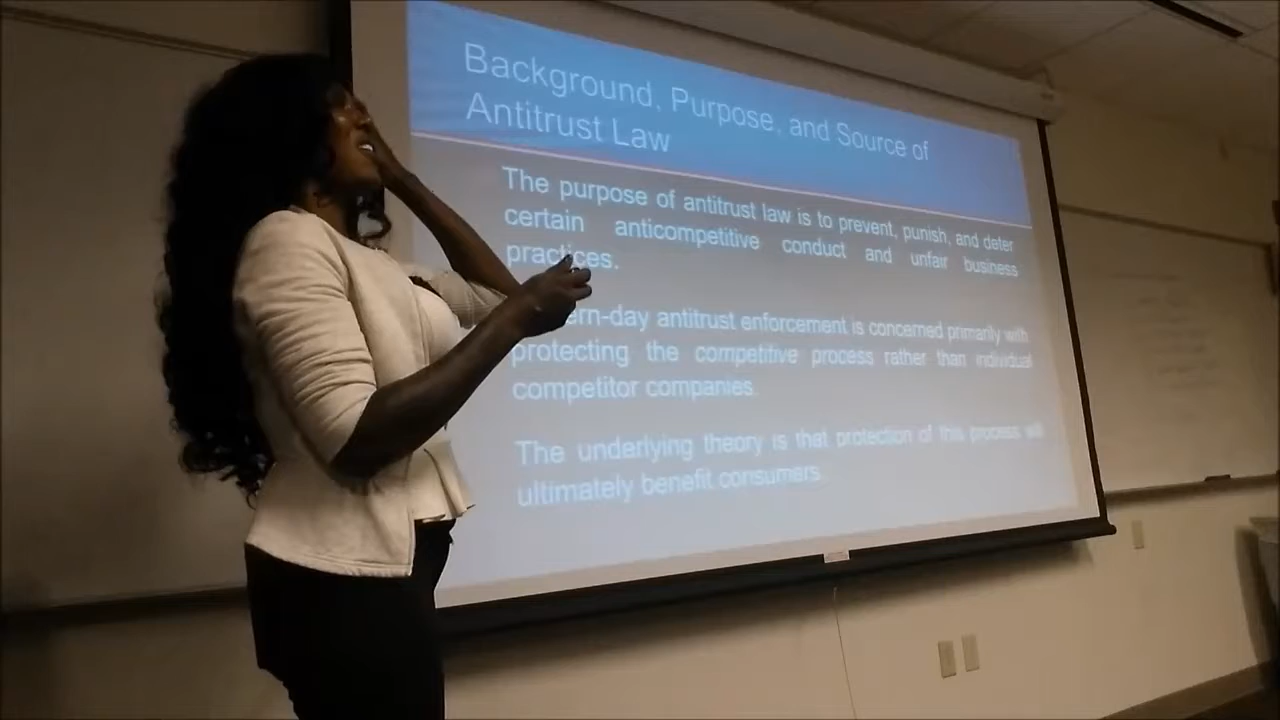 Background, Purpose, and Source of
Antitrust Law
The purpose of antitrust law is to prevent, punish, and deter
certain anticompetitive conduct and unfair business
practices.
ern-day antitrust enforcement is concerned primarily with
protecting the competitive process rather than individual
competitor companies.
The underlying theory is that protection of this process will
ultimately benefit consumers.